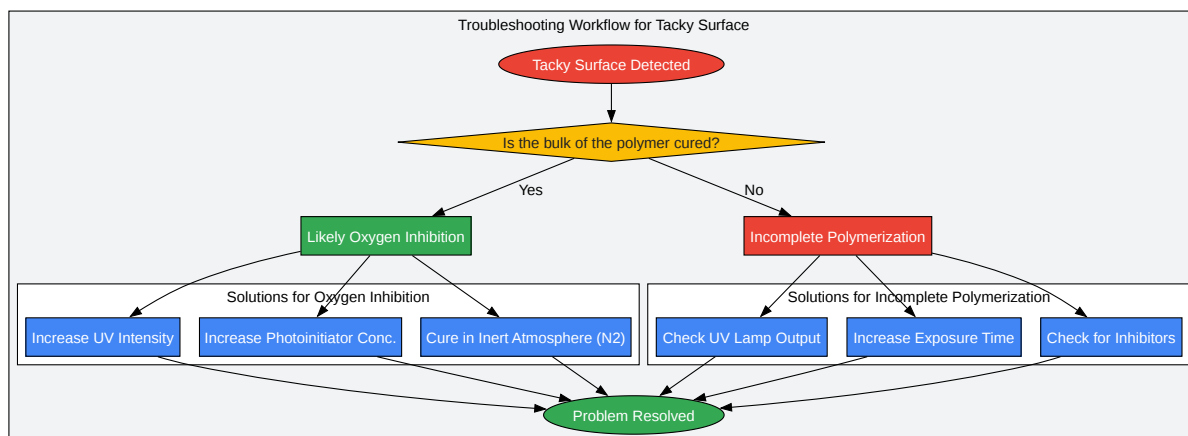 Troubleshooting Workflow for Tacky Surface
Tacky Surface Detected
Is the bulk of the polymer cured?
Yes
No
Likely Oxygen Inhibition
Incomplete Polymerization
Solutions for Oxygen Inhibition
Solutions for Incomplete Polymerization
Increase UV Intensity
Increase Photoinitiator Conc.
Cure in Inert Atmosphere (N2)
Check UV Lamp Output
Increase Exposure Time
Check for Inhibitors
Problem Resolved